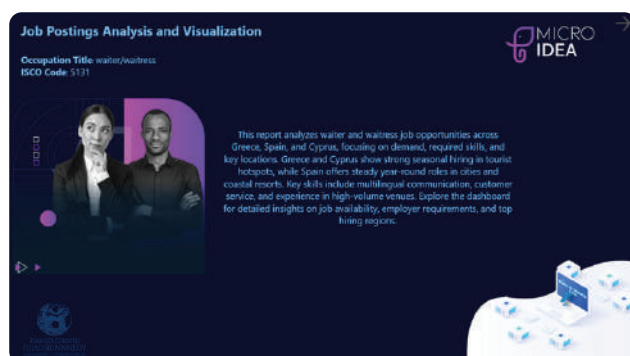 Job Postings Analysis and Visualization
MICRO
IDEA
Occupation Title: waiter/waitress
ISCO Code: 5131
This report analyzes waiter and waitress job opportunities across
Greece, Spain, and Cyprus, focusing on demand, required skills, and
key locations. Greece and Cyprus show strong seasonal hiring in tourist
hotspots, while Spain offers steady year-round roles in cities and
coastal resorts. Key skills include multilingual communication, customer
service, and experience in high-volume venues. Explore the dashboard
for detailed insights on job availability, employer requirements, and top
hiring regions.